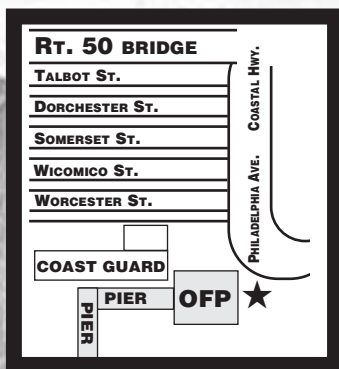 RT. 50 BRIDGE
TALBOT ST.
DORCHESTER ST.
SOMERSET ST.
WICOMICO ST.
WORCESTER ST.
COASTAL HWY.
PHILADELPHIA AVE.
COAST GUARD
PIER
OFP
PIER